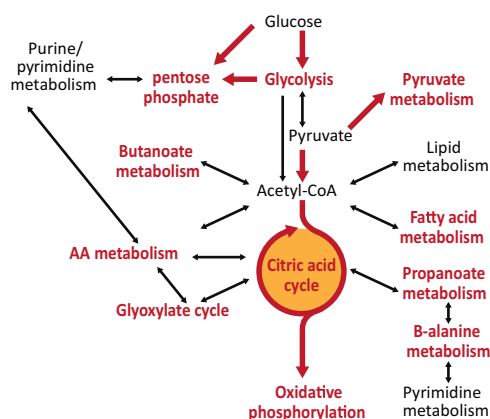 Glucose
Purine/
pyrimidine
metabolism
pentose
phosphate
Glycolysis
Pyruvate
metabolism
Pyruvate
Butanoate
metabolism
Lipid
metabolism
Acetyl-CoA
Fatty acid
metabolism
AA metabolism
Citric acid
cycle
Propanoate
metabolism
Glyoxylate cycle
B-alanine
metabolism
Oxidative
phosphorylation
Pyrimidine
metabolism